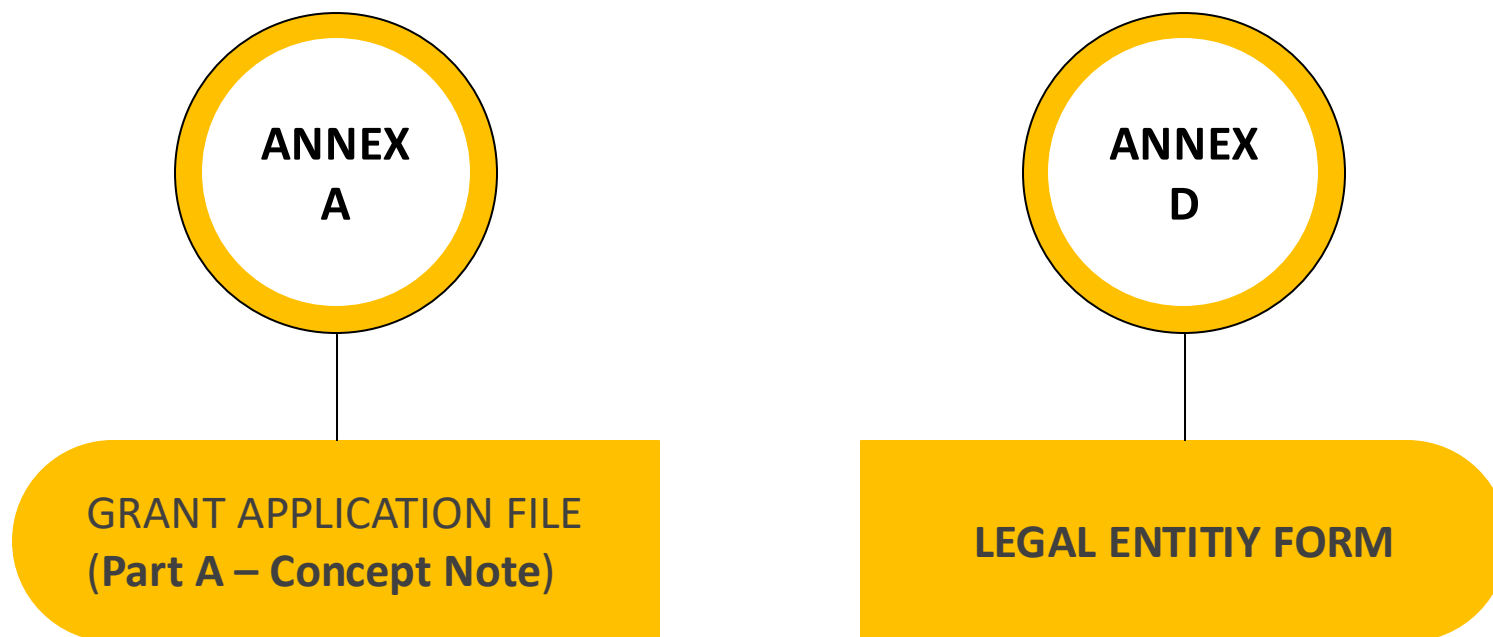 ANNEX
A
GRANT APPLICATION FILE
(Part A – Concept Note)
ANNEX
D
LEGAL ENTITIY FORM